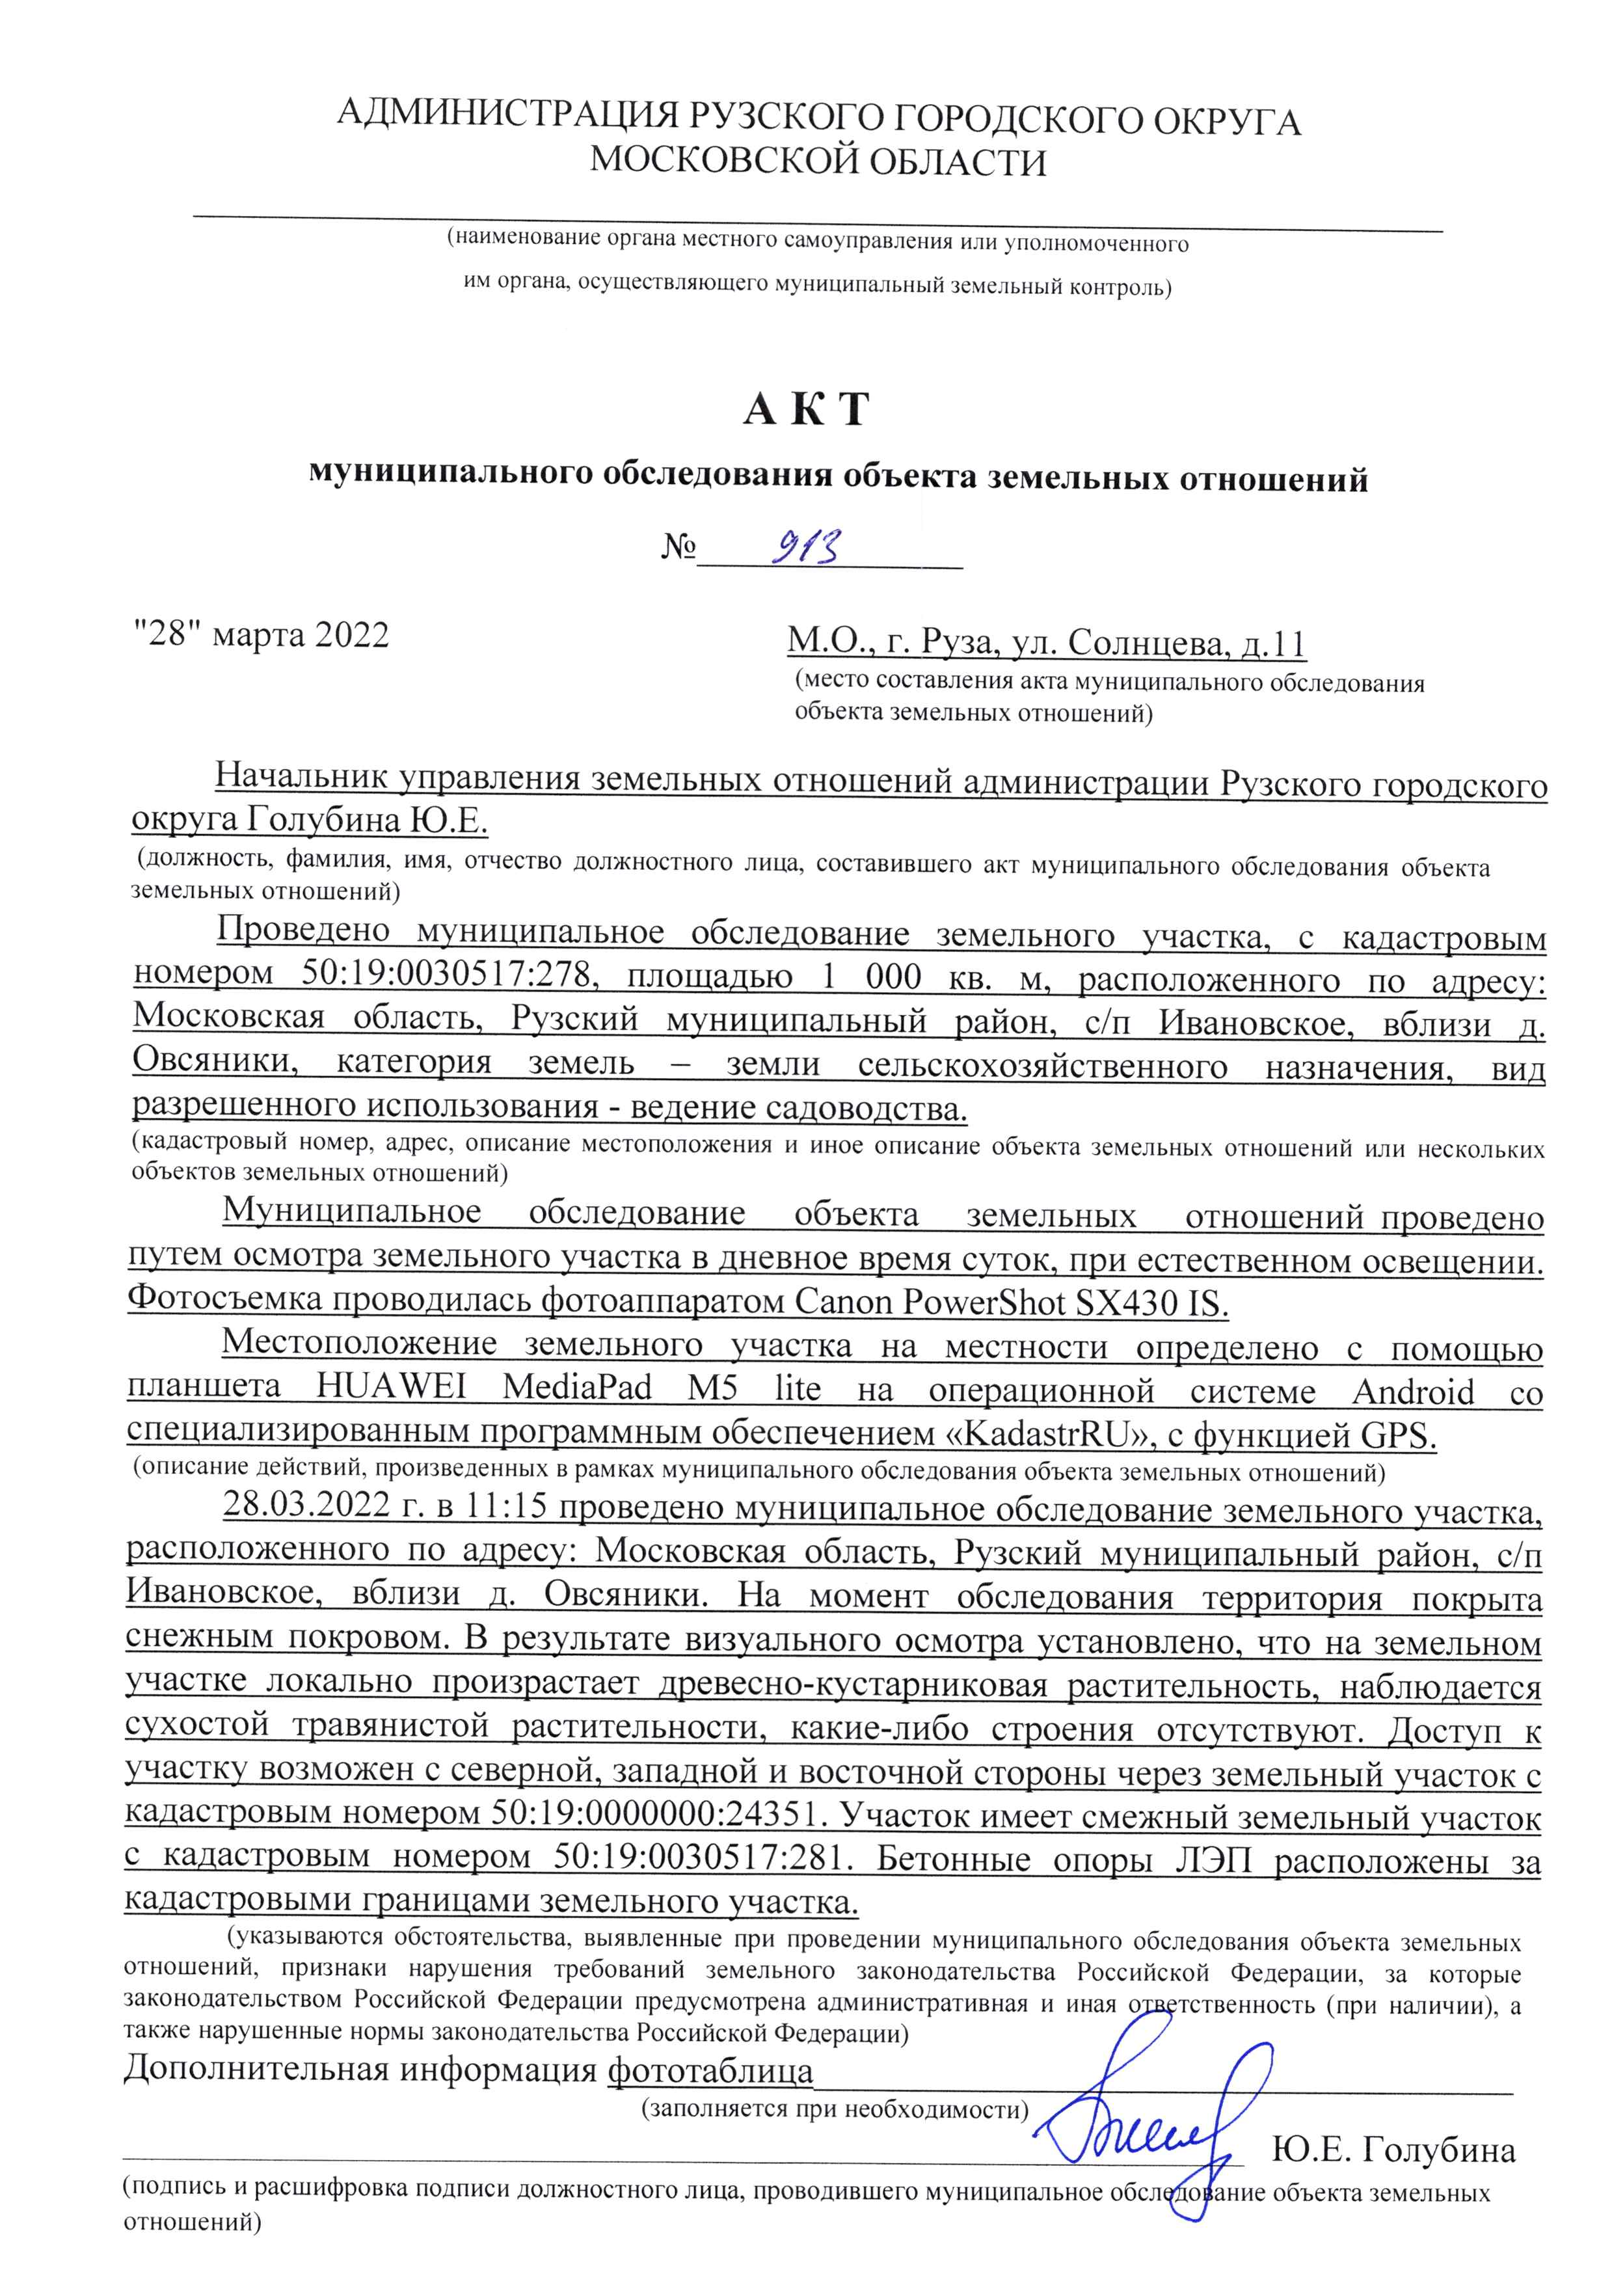 АДМИНИСТРАЦИЯ РУЗСКОГО ГОРОДСКОГО ОКРУГА
МОСКОВСКОЙ ОБЛАСТИ
(наименование органа местного самоуправления или уполномоченного
им органа, осуществляющего муниципальный земельный контроль)
А К Т
муниципального обследования объекта земельных отношений
№ 913
"28" марта 2022
М.О., г. Руза, ул. Солнцева, д.11
(место составления акта муниципального обследования
объекта земельных отношений)
Начальник управления земельных отношений администрации Рузского городского
округа Голубина Ю.Е.
(должность, фамилия, имя, отчество должностного лица, составившего акт муниципального обследования объекта
земельных отношений)
Проведено муниципальное обследование земельного участка, с кадастровым
номером 50:19:0030517:278, площадью 1 000 кв. м, расположенного по адресу:
Московская область, Рузский муниципальный район, с/п Ивановское, вблизи д.
Овсяники, категория земель – земли сельскохозяйственного назначения, вид
разрешенного использования - ведение садоводства.
(кадастровый номер, адрес, описание местоположения и иное описание объекта земельных отношений или нескольких
объектов земельных отношений)
Муниципальное обследование объекта земельных отношений проведено
путем осмотра земельного участка в дневное время суток, при естественном освещении.
Фотосъемка проводилась фотоаппаратом Canon PowerShot SX430 IS.
Местоположение земельного участка на местности определено с помощью
планшета HUAWEI MediaPad M5 lite на операционной системе Android со
специализированным программным обеспечением «KadastrRU», с функцией GPS.
(описание действий, произведенных в рамках муниципального обследования объекта земельных отношений)
28.03.2022 г. в 11:15 проведено муниципальное обследование земельного участка,
расположенного по адресу: Московская область, Рузский муниципальный район, с/п
Ивановское, вблизи д. Овсяники. На момент обследования территория покрыта
снежным покровом. В результате визуального осмотра установлено, что на земельном
участке локально произрастает древесно-кустарниковая растительность, наблюдается
сухостой травянистой растительности, какие-либо строения отсутствуют. Доступ к
участку возможен с северной, западной и восточной стороны через земельный участок с
кадастровым номером 50:19:0000000:24351. Участок имеет смежный земельный участок
с кадастровым номером 50:19:0030517:281. Бетонные опоры ЛЭП расположены за
кадастровыми границами земельного участка.
(указываются обстоятельства, выявленные при проведении муниципального обследования объекта земельных
отношений, признаки нарушения требований земельного законодательства Российской Федерации, за которые
законодательством Российской Федерации предусмотрена административная и иная ответственность (при наличии), а
также нарушенные нормы законодательства Российской Федерации)
Дополнительная информация фототаблица
(заполняется при необходимости)
Ю.Е. Голубина
(подпись и расшифровка подписи должностного лица, проводившего муниципальное обследование объекта земельных
отношений)